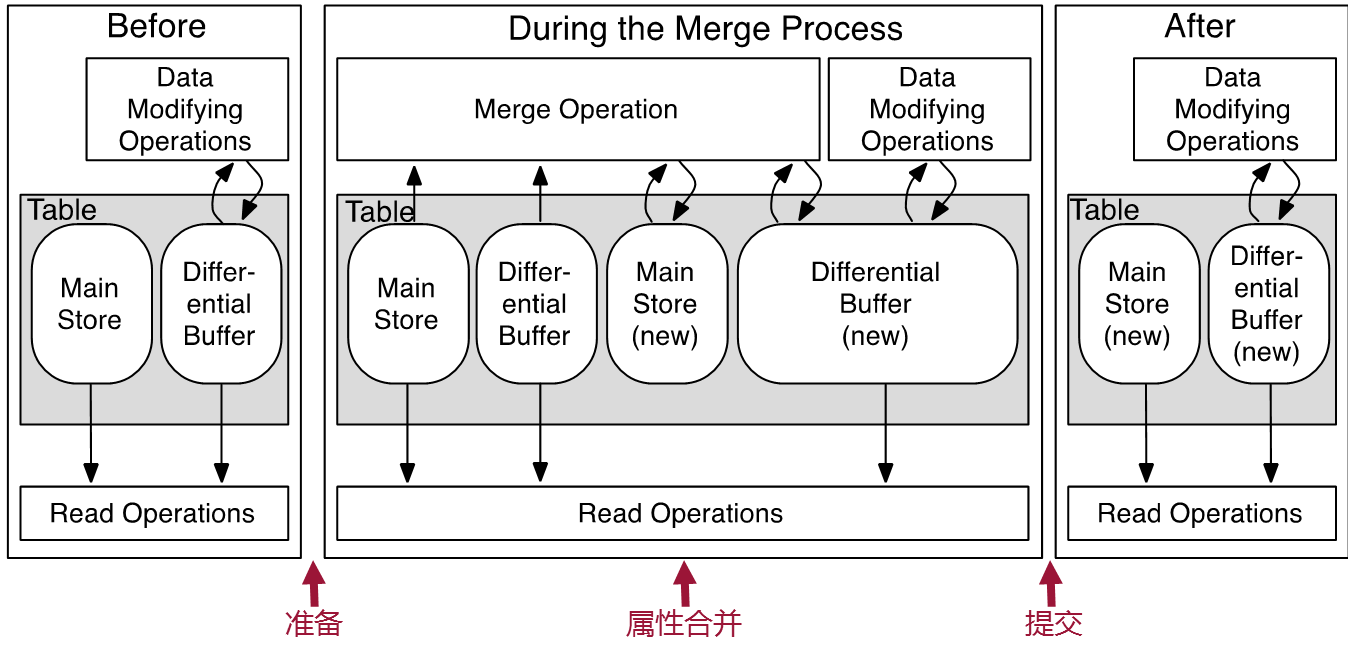 Before
Data
Modifying
Operations
Table
Main
Store
Differ-
ential
Buffer
Read Operations
During the Merge Process
Merge Operation
Data
Modifying
Operations
Table
Main
Store
Differ-
ential
Buffer
Main
Store
(new)
Differential
Buffer
(new)
Read Operations
After
Data
Modifying
Operations
Table
Main
Store
(new)
Differ-
ential
Buffer
(new)
Read Operations
准备
属性合并
提交